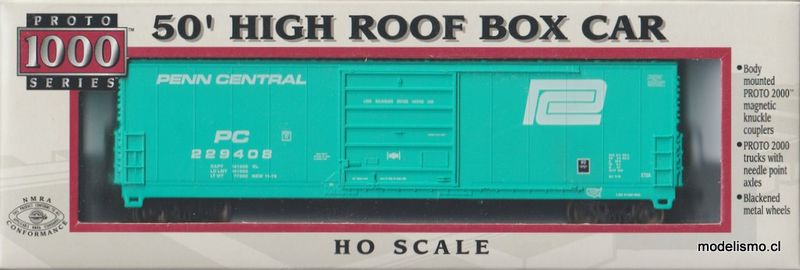 PROTO
1000
SERIES
50' HIGH ROOF BOX CAR
PENN CENTRAL
PC
229408
• Body
mounted
PROTO 2000™
magnetic
knuckle
couplers
• PROTO 2000
trucks with
needle point
axles
• Blackened
metal wheels
NMRA
CONFORMANCE
HO SCALE
modelismo.cl